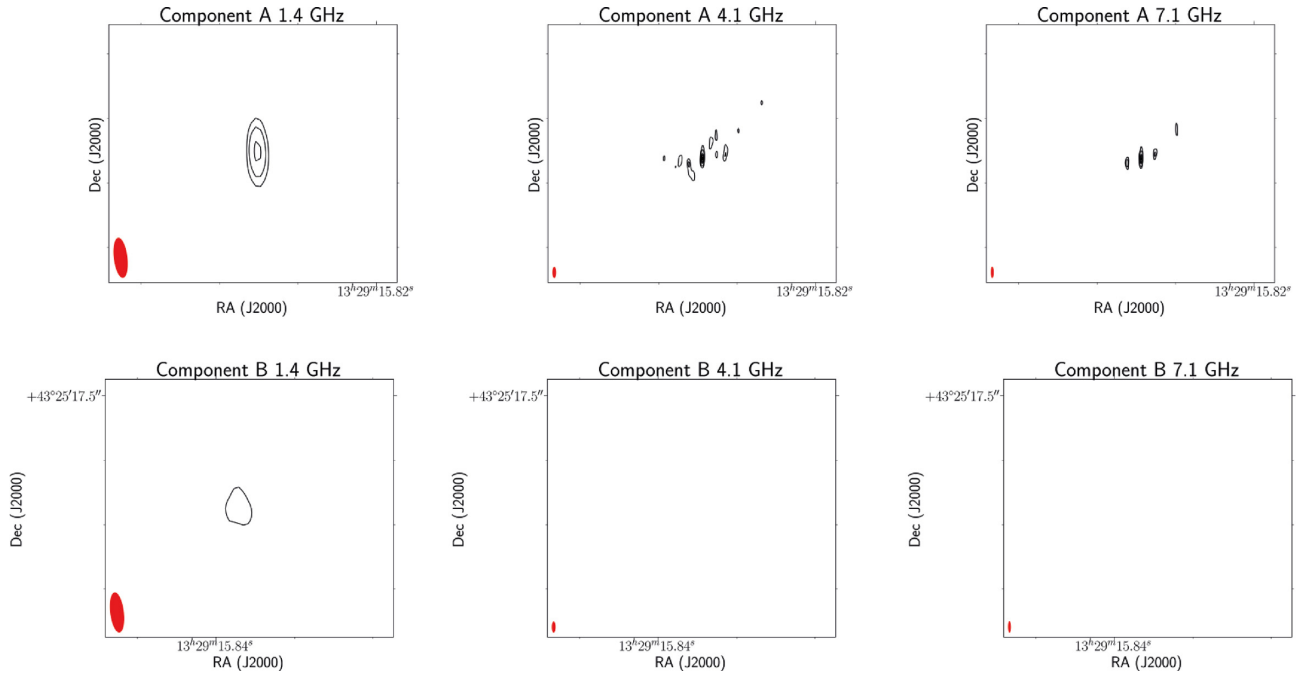 Component A 1.4 GHz
Component A 4.1 GHz
Component A 7.1 GHz
Dec (J2000)
Dec (J2000)
Dec (J2000)
13ʰ29ᵐ15.82ˢ
13ʰ29ᵐ15.82ˢ
13ʰ29ᵐ15.82ˢ
RA (J2000)
RA (J2000)
RA (J2000)
Component B 1.4 GHz
Component B 4.1 GHz
Component B 7.1 GHz
+43°25′17.5″
+43°25′17.5″
+43°25′17.5″
Dec (J2000)
Dec (J2000)
Dec (J2000)
13ʰ29ᵐ15.84ˢ
13ʰ29ᵐ15.84ˢ
13ʰ29ᵐ15.84ˢ
RA (J2000)
RA (J2000)
RA (J2000)